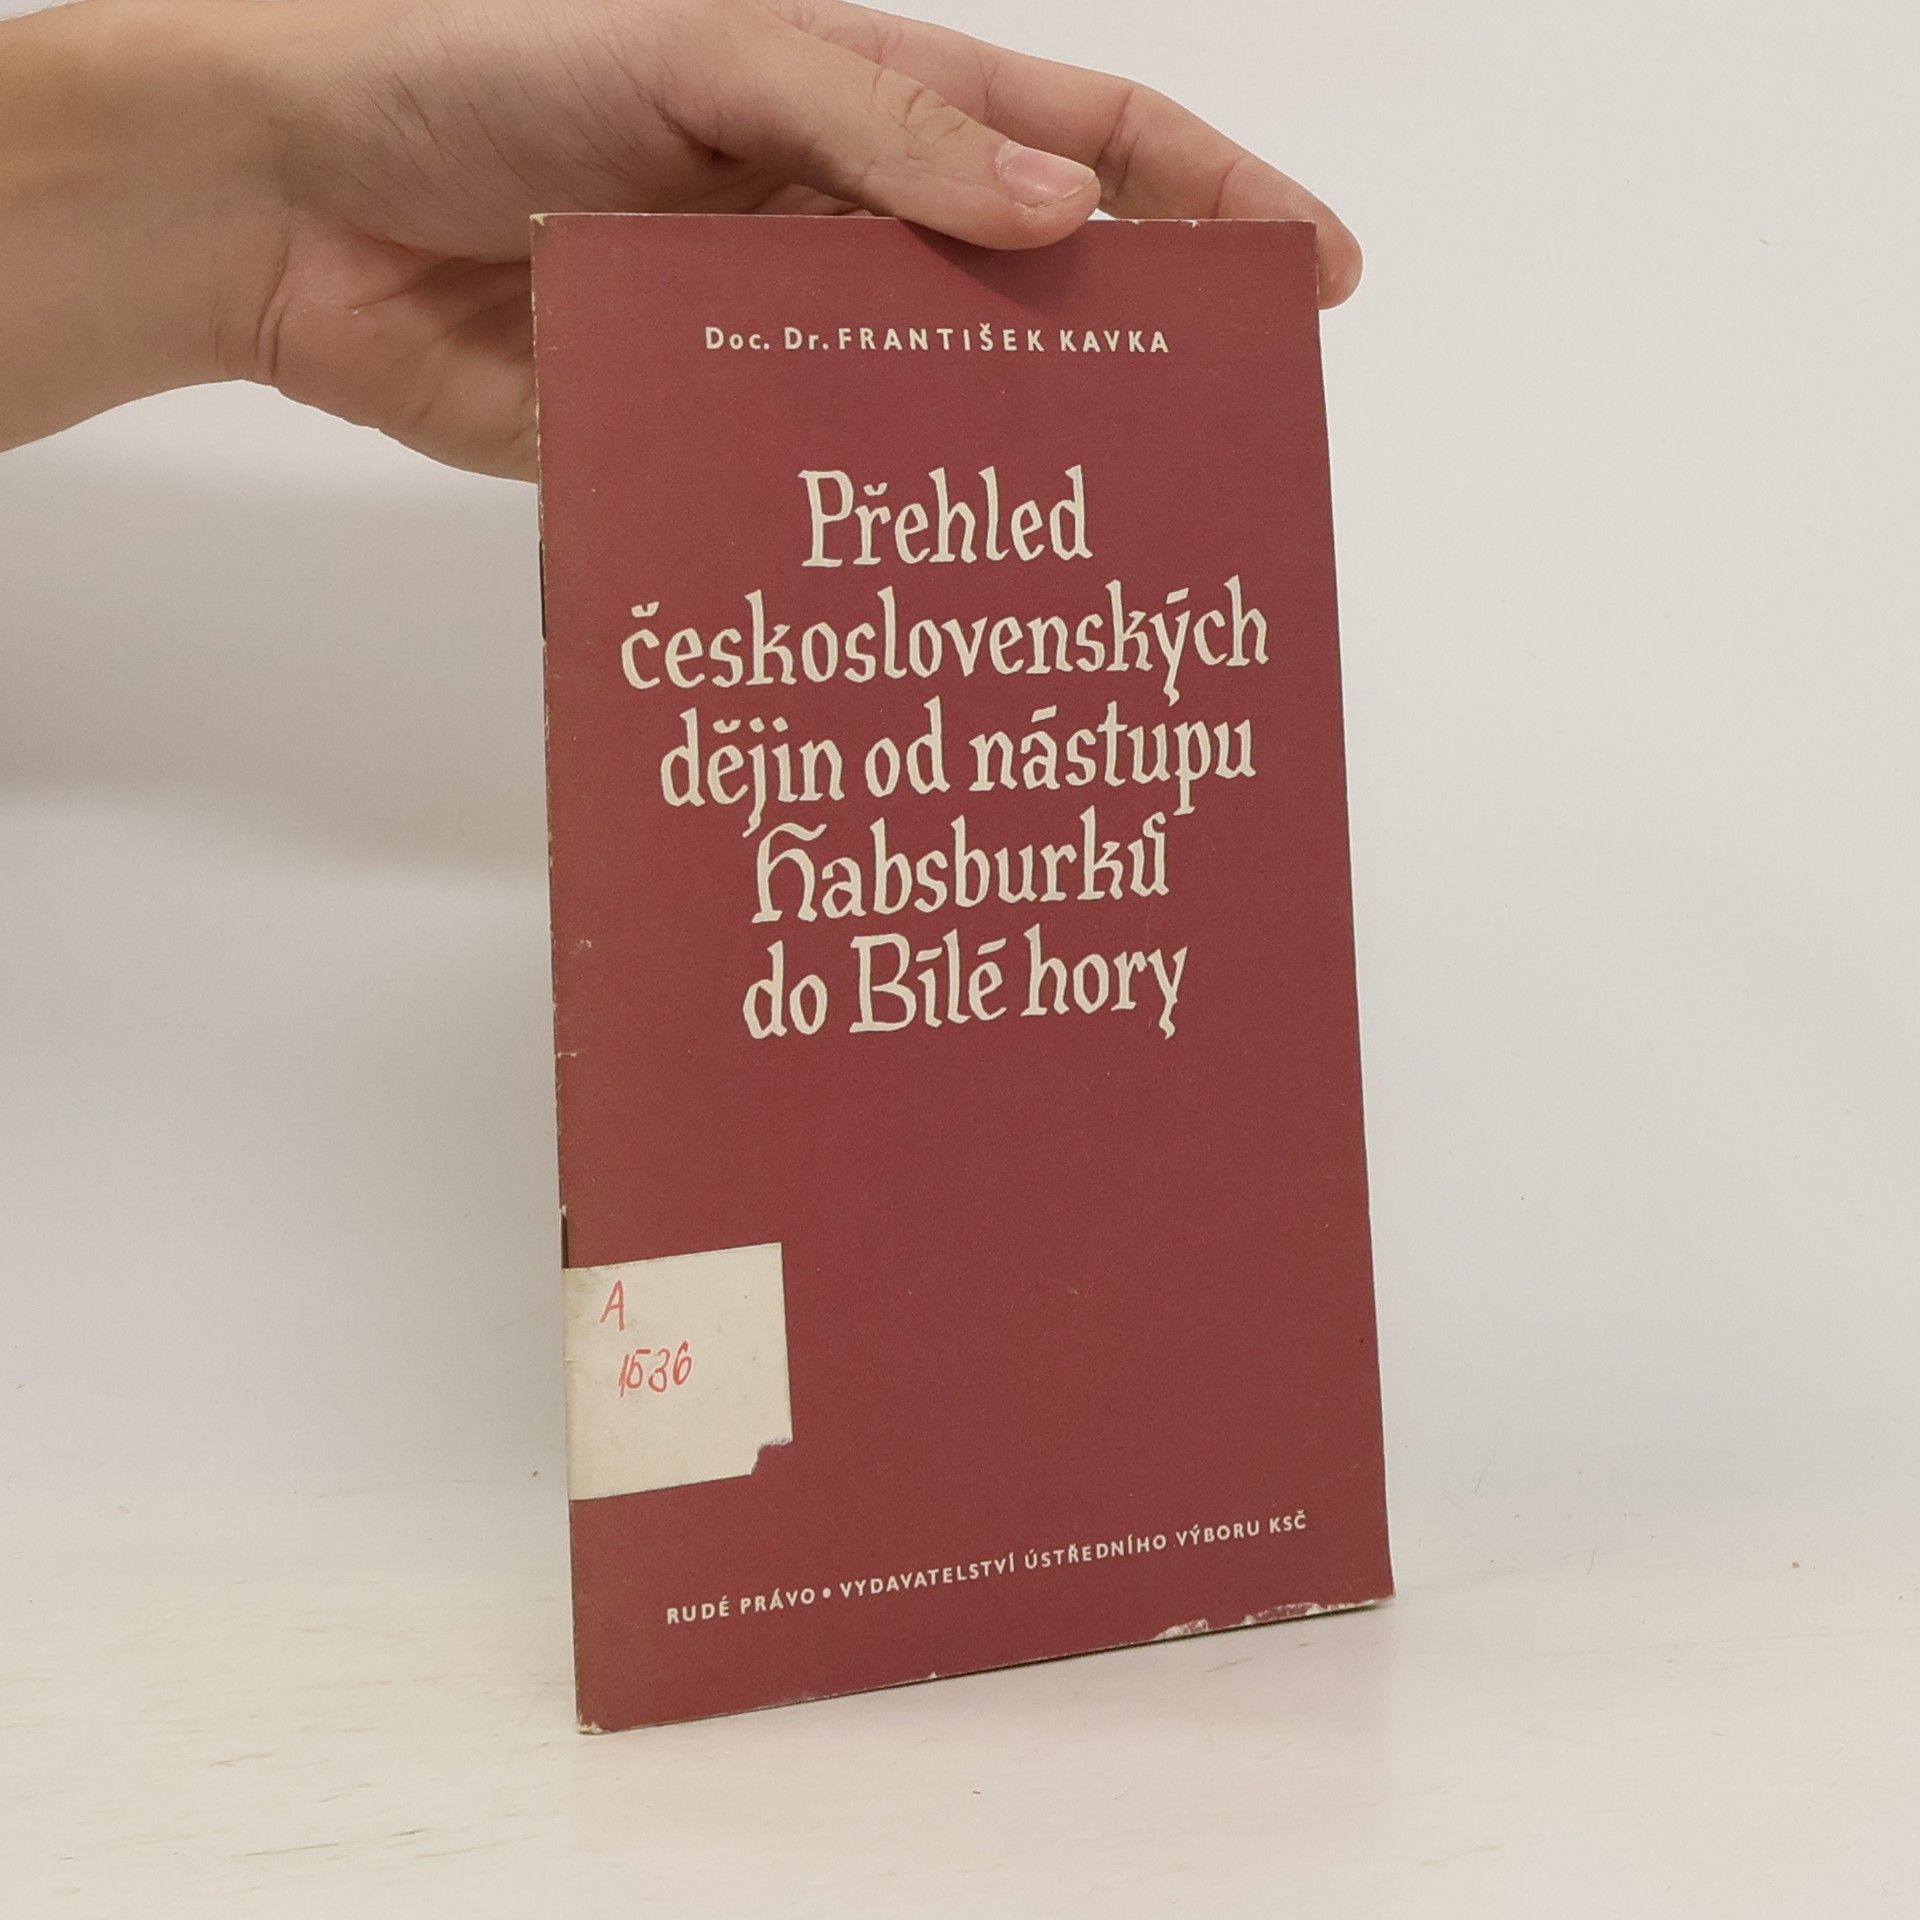 Doc. Dr. FRANTIŠEK KAVKA
Přehled
československých
dějin od nástupu
Habsburků
do Bílé hory
A
1536
RUDÉ PRÁVO • VYDAVATELSTVÍ ÚSTŘEDNÍHO VÝBORU KSČ